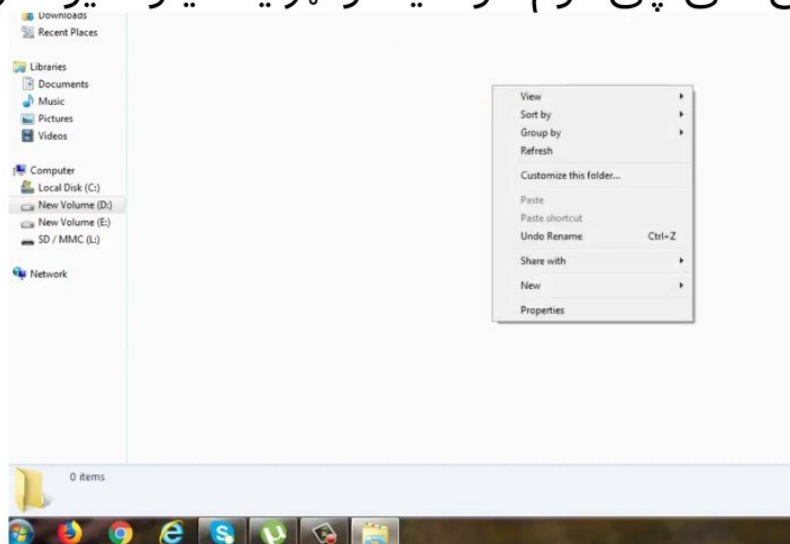 Downloads
Recent Places
Libraries
Documents
Music
Pictures
Videos
Computer
Local Disk (C:)
New Volume (D:)
New Volume (E:)
SD / MMC (L:)
Network
View
Sort by
Group by
Refresh
Customize this folder...
Paste
Paste shortcut
Undo Rename Ctrl+Z
Share with
New
Properties
0 items